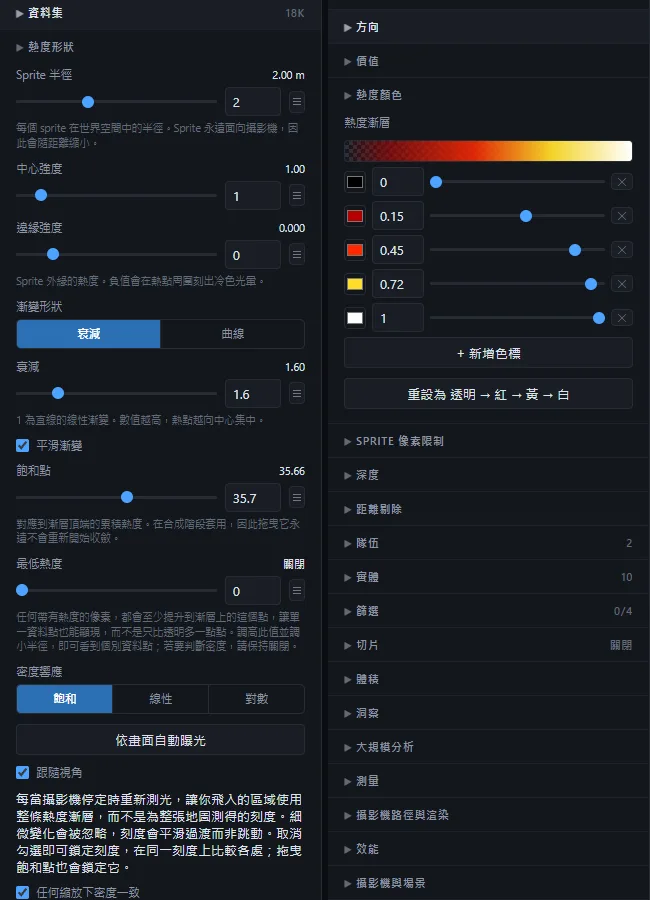 ▶ 資料集 18K
▶ 熱度形狀
Sprite 半徑 2.00 m
2
每個 sprite 在世界空間中的半徑。Sprite 永遠面向攝影機，因
此會隨距離縮小。
中心強度 1.00
1
邊緣強度 0.000
0
Sprite 外緣的熱度。負值會在熱點周圍刻出冷色光暈。
漸變形狀
衰減 曲線
衰減 1.60
1.6
1 為直線的線性漸變。數值越高，熱點越向中心集中。
平滑漸變
飽和點 35.66
35.7
對應到漸層頂端的累積熱度。在合成階段套用，因此拖曳它永
遠不會重新開始收斂。
最低熱度 關閉
0
任何帶有熱度的像素，都會至少提升到漸層上的這個點，讓單
一資料點也能顯現，而不是只比透明多一點點。調高此值並調
小半徑，即可看到個別資料點；若要判斷密度，請保持關閉。
密度響應
飽和 線性 對數
依畫面自動曝光
跟隨視角
每當攝影機停定時重新測光，讓你飛入的區域使用
整條熱度漸層，而不是為整張地圖測得的刻度。細
微變化會被忽略，刻度會平滑過渡而非跳動。取消
勾選即可鎖定刻度，在同一刻度上比較各處；拖曳
飽和點也會鎖定它。
任何縮放下密度一致
▶ 方向
▶ 價值
▶ 熱度顏色
熱度漸層
0
0.15
0.45
0.72
1
+ 新增色標
重設為 透明 → 紅 → 黃 → 白
▶ SPRITE 像素限制
▶ 深度
▶ 距離剔除
▶ 隊伍 2
▶ 實體 10
▶ 篩選 0/4
▶ 切片 關閉
▶ 體積
▶ 洞察
▶ 大規模分析
▶ 測量
▶ 攝影機路徑與渲染
▶ 效能
▶ 攝影機與場景